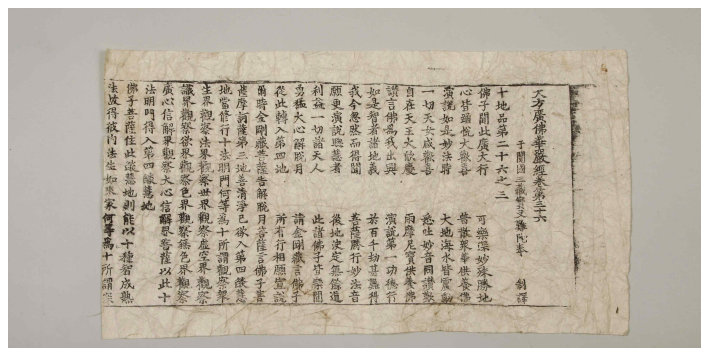 大方廣佛華嚴經卷第三十六
于闐國三藏實叉難陀奉 制譯
十地品第二十六之三
佛子聞此廣大行 可樂深妙殊勝地
心皆踊悅大歡喜 普散衆華供養佛
演說如是妙法時 大地海水皆震動
一切天女咸歡喜 悉吐妙音同讚歎
自在天王大欣慶 雨摩尼寶供養佛
讚言佛爲我出興 演說第一功德行
如是智者諸地義 於百千劫甚難得
我今忽然而得聞 菩薩勝行妙法音
願更演說聰慧者 後地決定無餘道
利益一切諸天人 此諸佛子皆樂聞
勇猛大心解脫月 請金剛藏言佛子
從此轉入第四地 所有行相願宣說
爾時金剛藏菩薩告解脫月菩薩言佛子菩
薩摩訶薩第三地善清淨已欲入第四燄慧
地當修行十法明門何等爲十所謂觀察衆
生界觀察法界觀察世界觀察虛空界觀察
識界觀察欲界觀察色界觀察無色界觀察
廣心信解界觀察大心信解界菩薩以此十
法明門得入第四燄慧地
佛子菩薩住此燄慧地則能以十種智成熟
法故得彼內法生如來家何等爲十所謂深